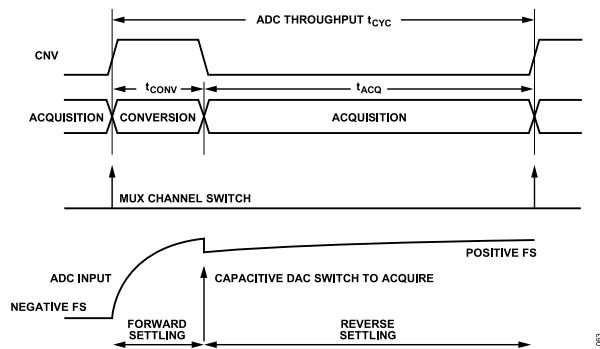 ADC THROUGHPUT tCYC
CNV
tCONV
tACQ
ACQUISITION
CONVERSION
ACQUISITION
MUX CHANNEL SWITCH
POSITIVE FS
ADC INPUT
CAPACITIVE DAC SWITCH TO ACQUIRE
NEGATIVE FS
FORWARD
SETTLING
REVERSE
SETTLING
063